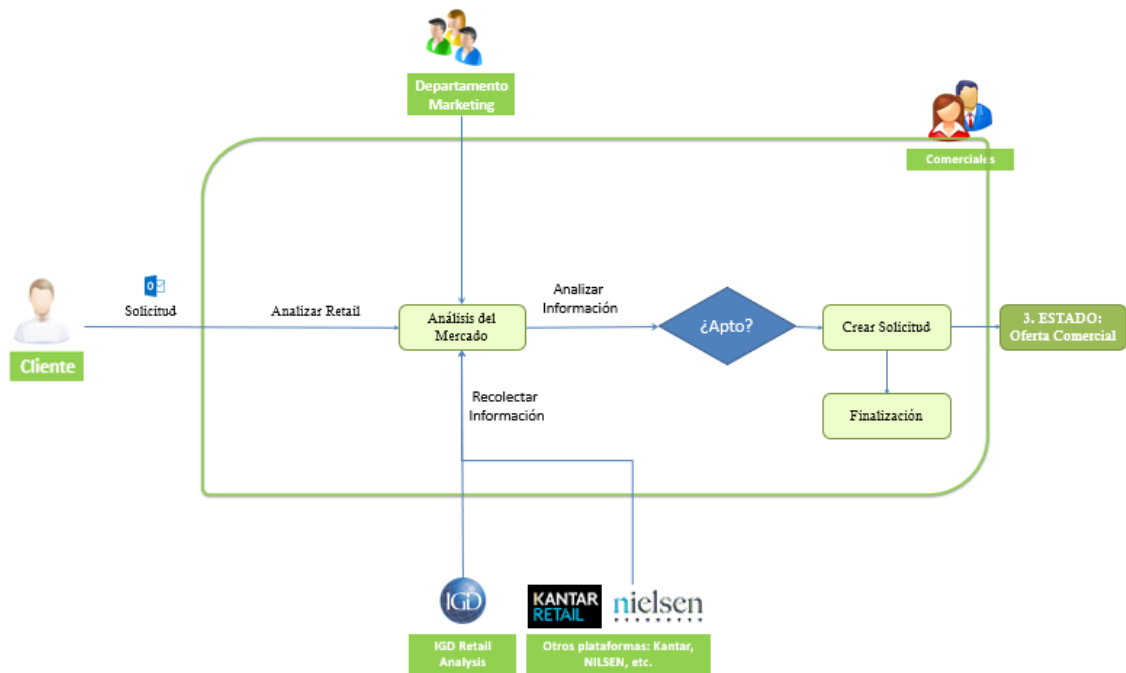 Departamento
Marketing
Comerciales
Solicitud
Cliente
Analizar Retail
Análisis del
Mercado
Analizar
Información
¿Apto?
Crear Solicitud
3. ESTADO:
Oferta Comercial
Finalización
Recolectar
Información
IGD
IGD Retail
Analysis
KANTAR
RETAIL
nielsen
Otros plataformas: Kantar,
NILSEN, etc.